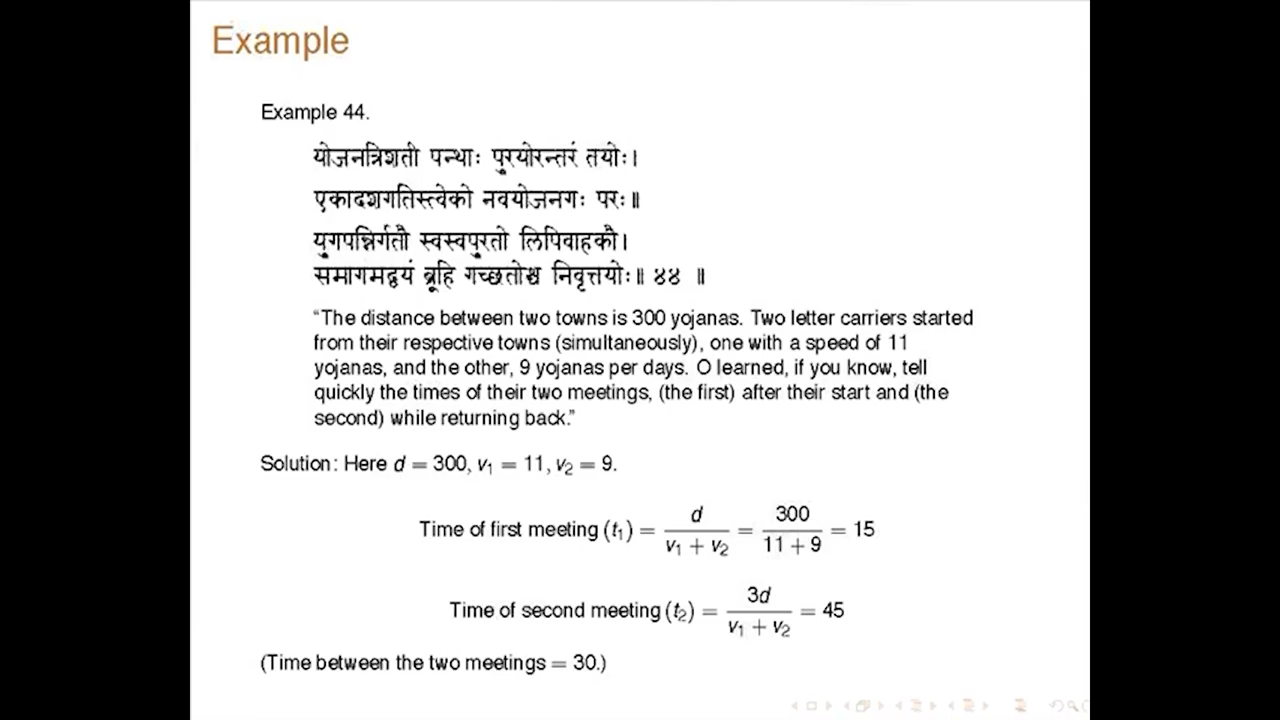 Example
Example 44.
योजनत्रिशती पन्थाः पुरयोरन्तरं तयोः।
एकादशगतिस्त्वेको नवयोजनगः परः॥
युगपन्निर्गतौ स्वस्वपुरतो लिपिवाहकौ।
समागमद्वयं ब्रूहि गच्छतोश्च निवृत्तयोः॥ ४४ ॥
“The distance between two towns is 300 yojanas. Two letter carriers started
from their respective towns (simultaneously), one with a speed of 11
yojanas, and the other, 9 yojanas per days. O learned, if you know, tell
quickly the times of their two meetings, (the first) after their start and (the
second) while returning back.”
Solution: Here d = 300, v₁ = 11, v₂ = 9.
Time of first meeting (t₁) = d / (v₁ + v₂) = 300 / (11 + 9) = 15
Time of second meeting (t₂) = 3d / (v₁ + v₂) = 45
(Time between the two meetings = 30.)